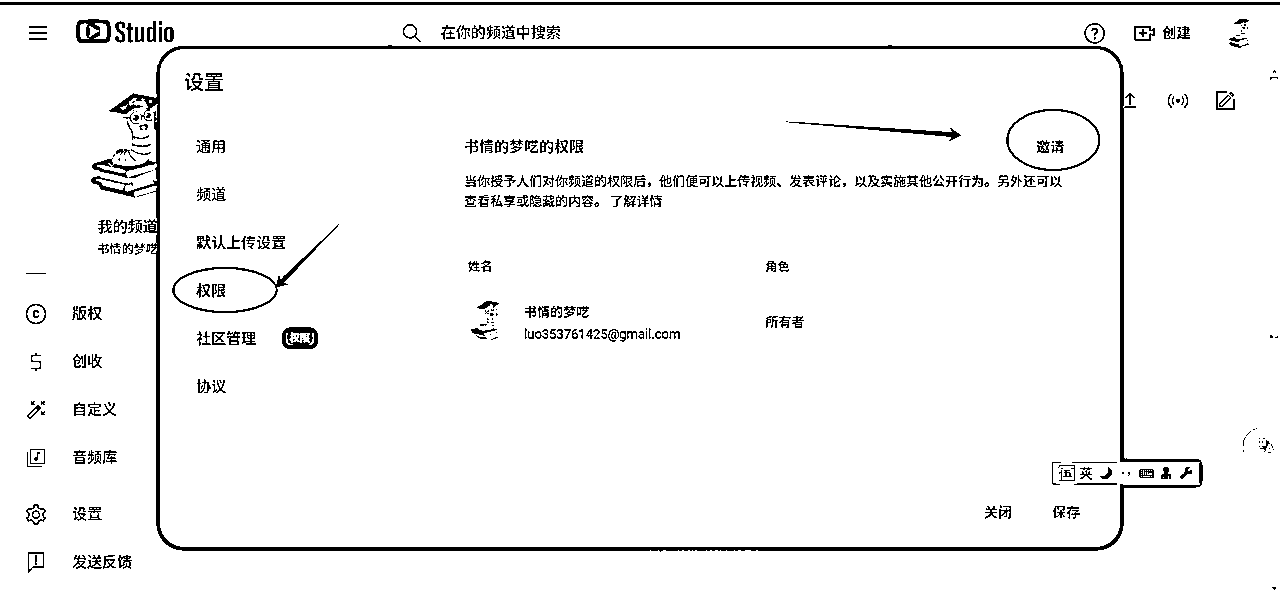 Studio
在你的频道中搜索
创建
设置
通用
频道
默认上传设置
权限
社区管理
权限
协议
书情的梦呓的权限
邀请
当你授予人们对你频道的权限后，他们便可以上传视频、发表评论，以及实施其他公开行为。另外还可以
查看私享或隐藏的内容。 了解详情
姓名
角色
书情的梦呓
luo353761425@gmail.com
所有者
我的频道
书情的梦呓
版权
创收
自定义
音频库
设置
发送反馈
英
关闭
保存